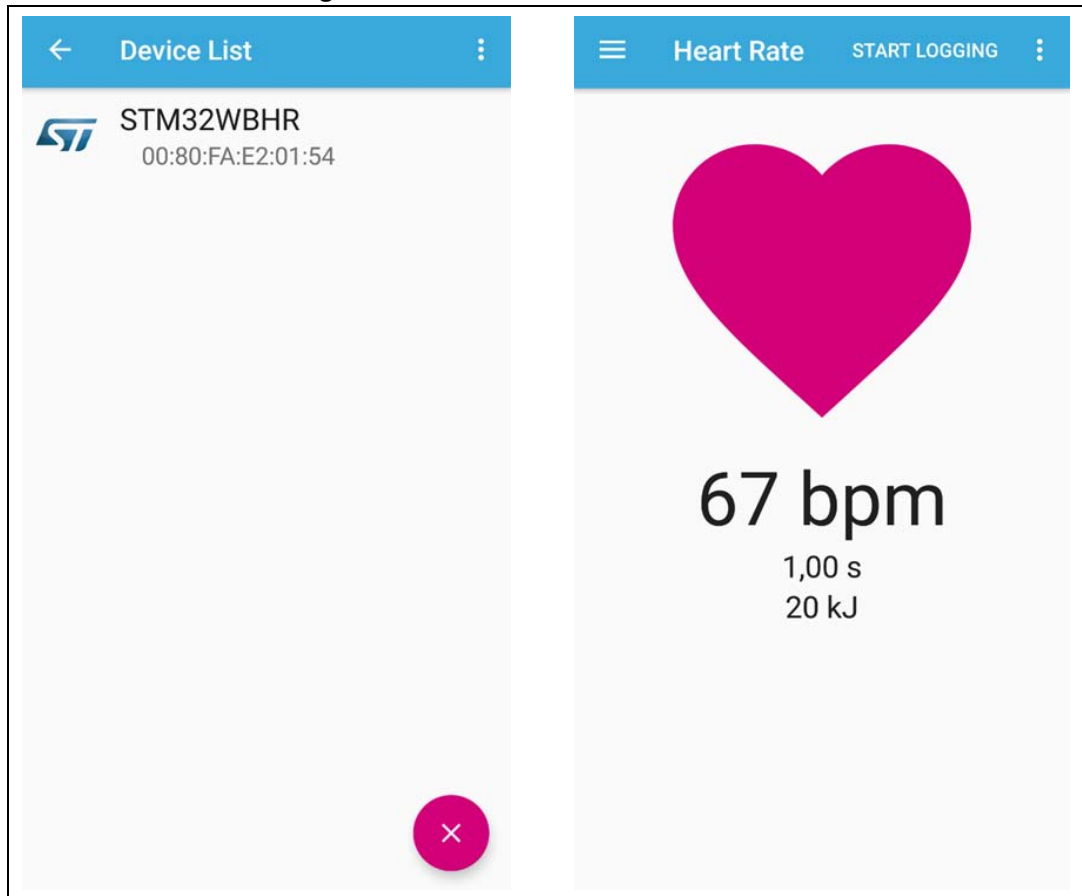 Device List
STM32WBHR
00:80:FA:E2:01:54
Heart Rate START LOGGING
67 bpm
1,00 s
20 kJ